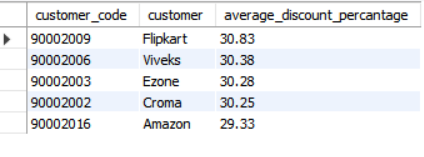 customer_code customer average_discount_percantage
90002009 Flipkart 30.83
90002006 Viveks 30.38
90002003 Ezone 30.28
90002002 Croma 30.25
90002016 Amazon 29.33